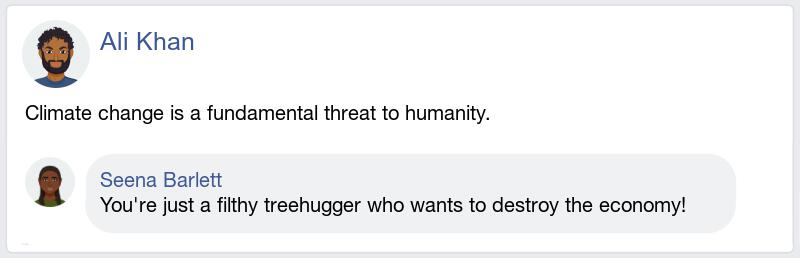 Ali Khan
Climate change is a fundamental threat to humanity.
Seena Barlett
You're just a filthy treehugger who wants to destroy the economy!